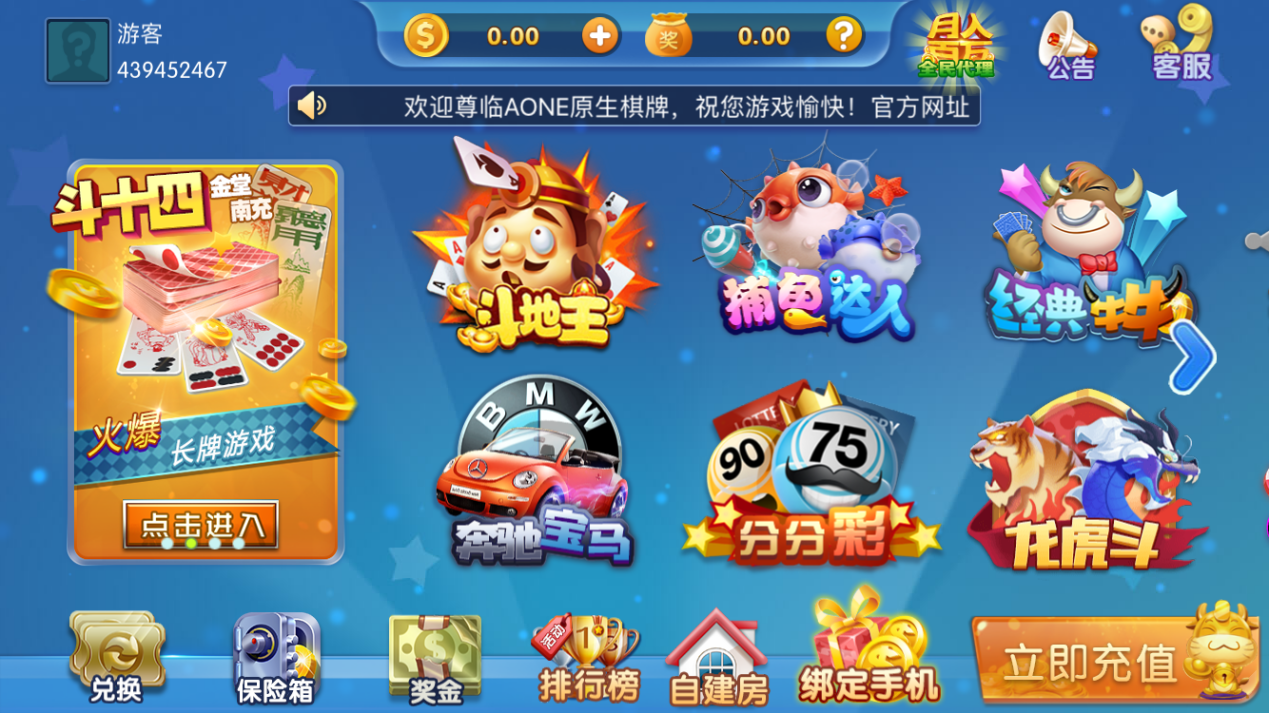 游客
439452467
0.00
奖
0.00
?
月入
百万
全民代理
公告
客服
欢迎尊临AONE原生棋牌，祝您游戏愉快！官方网址
斗十四
金堂
南充
火爆
长牌游戏
点击进入
斗地主
捕鱼达人
经典牛牛
BMW
奔驰宝马
90
75
分分彩
龙虎斗
兑换
保险箱
奖金
活动
排行榜
自建房
绑定手机
立即充值